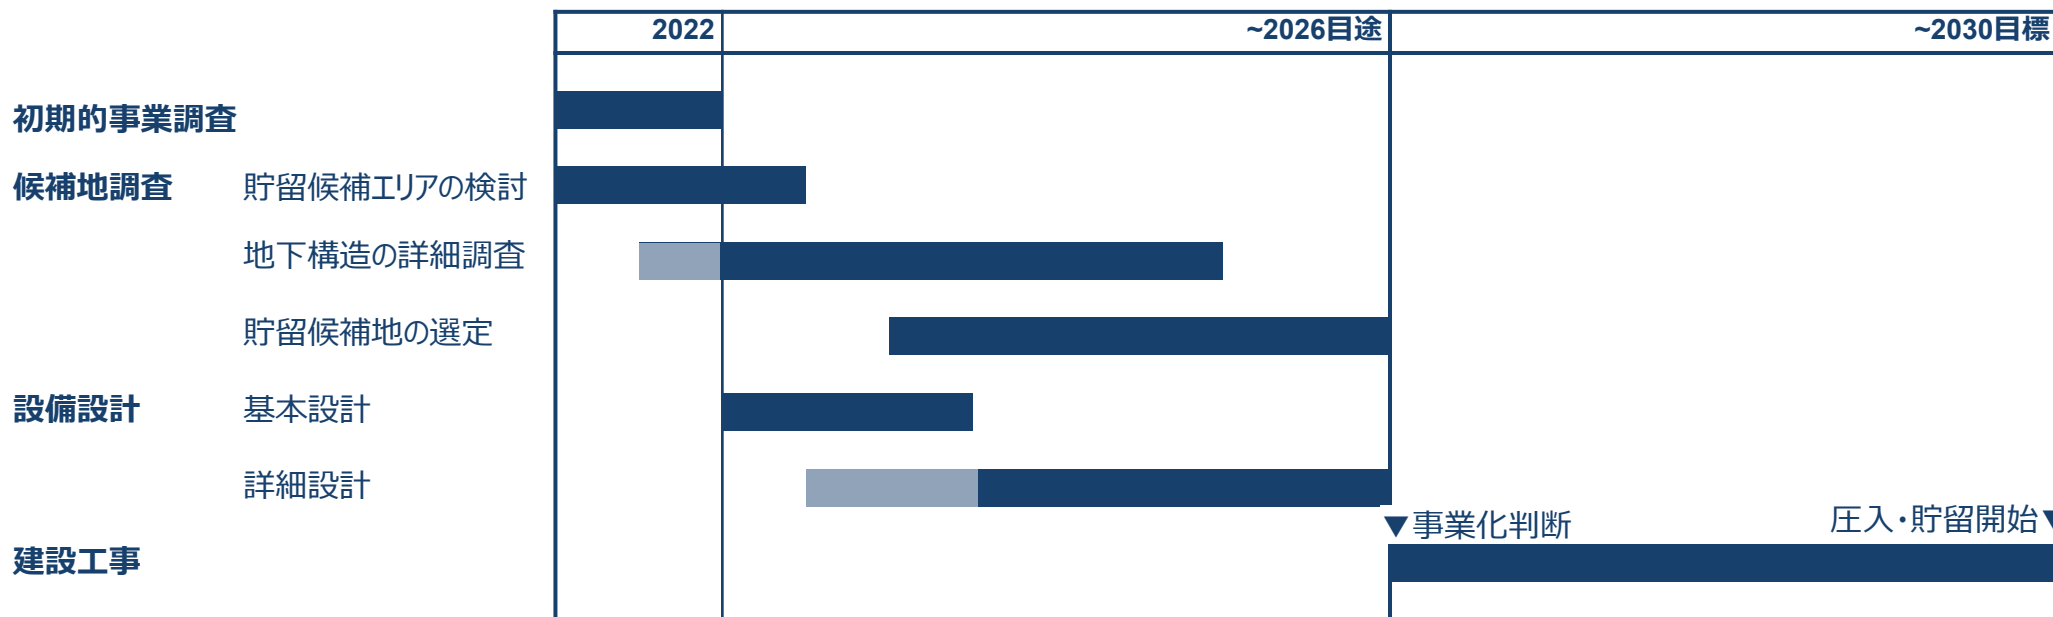 2022 ~2026目途 ~2030目標
初期的事業調査
候補地調査 貯留候補エリアの検討
地下構造の詳細調査
貯留候補地の選定
設備設計 基本設計
詳細設計
▼事業化判断 圧入・貯留開始▼
建設工事